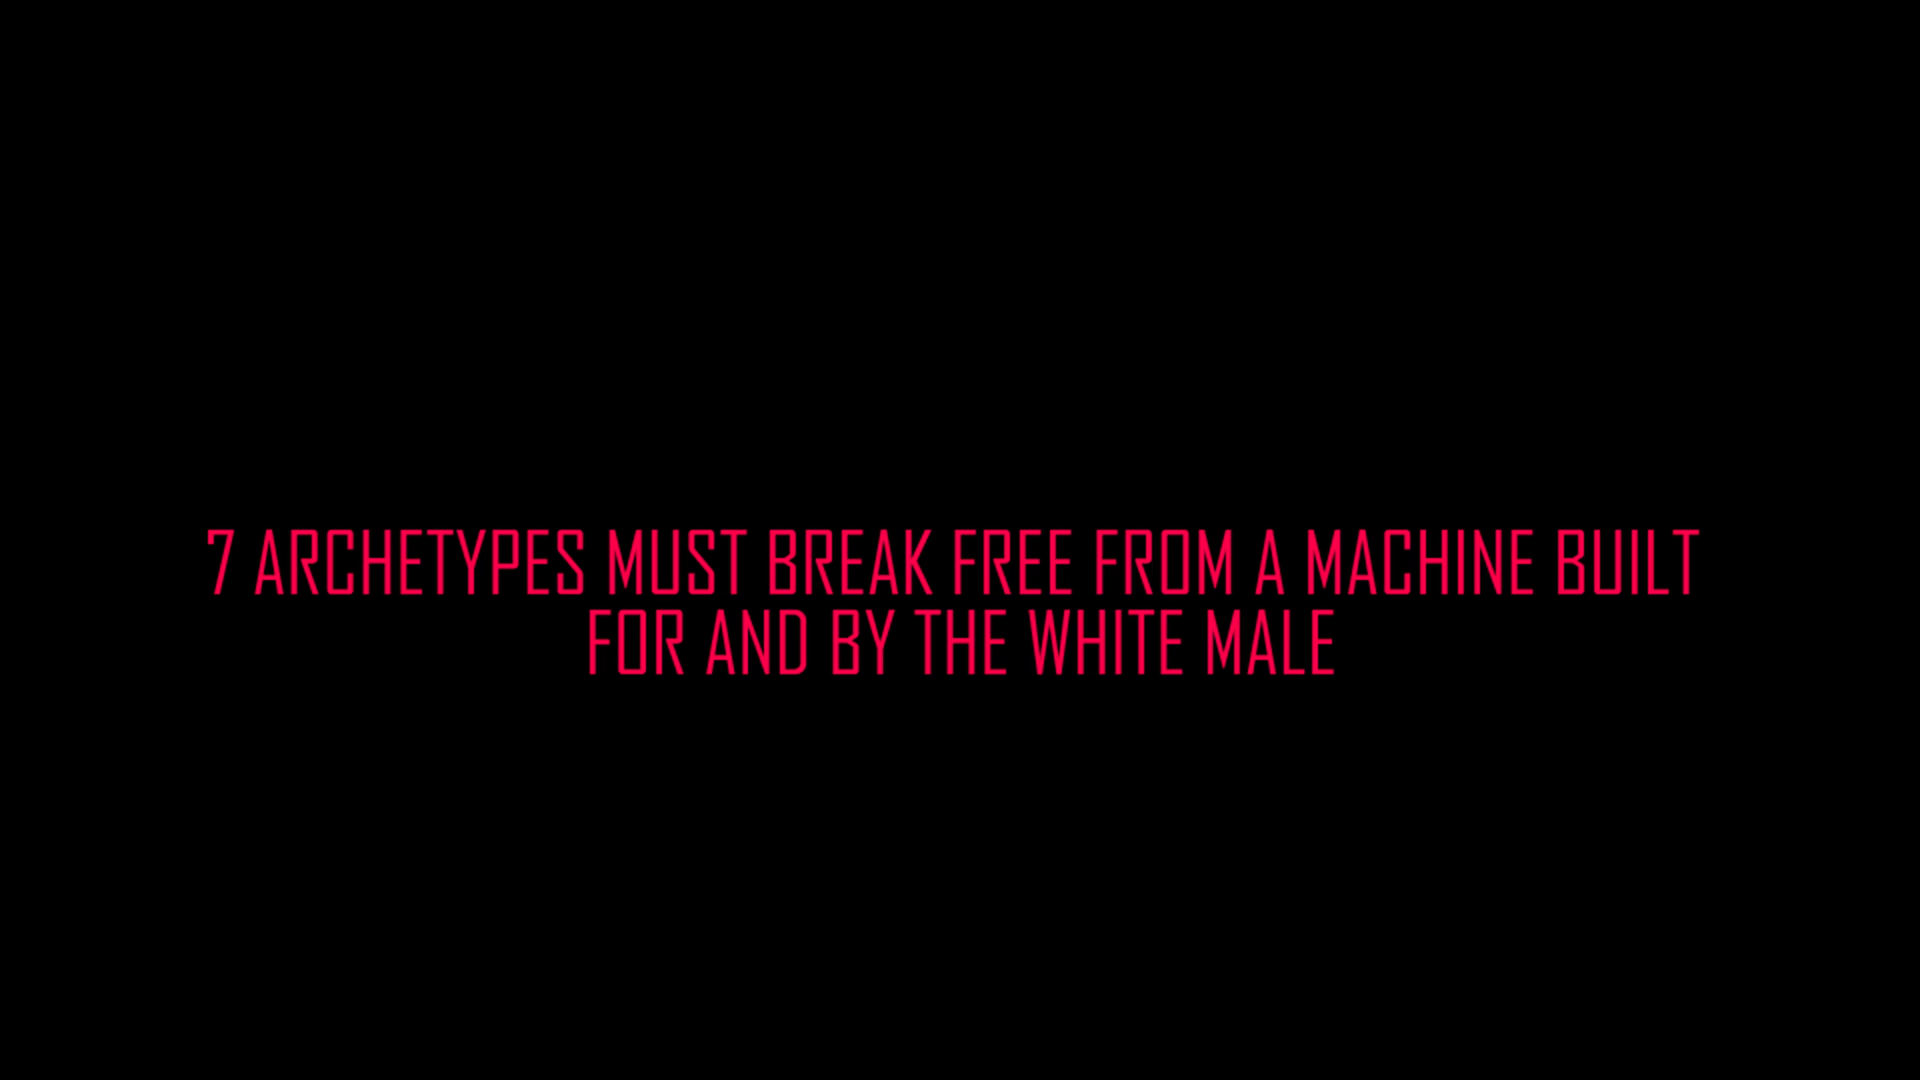 7 ARCHETYPES MUST BREAK FREE FROM A MACHINE BUILT
FOR AND BY THE WHITE MALE